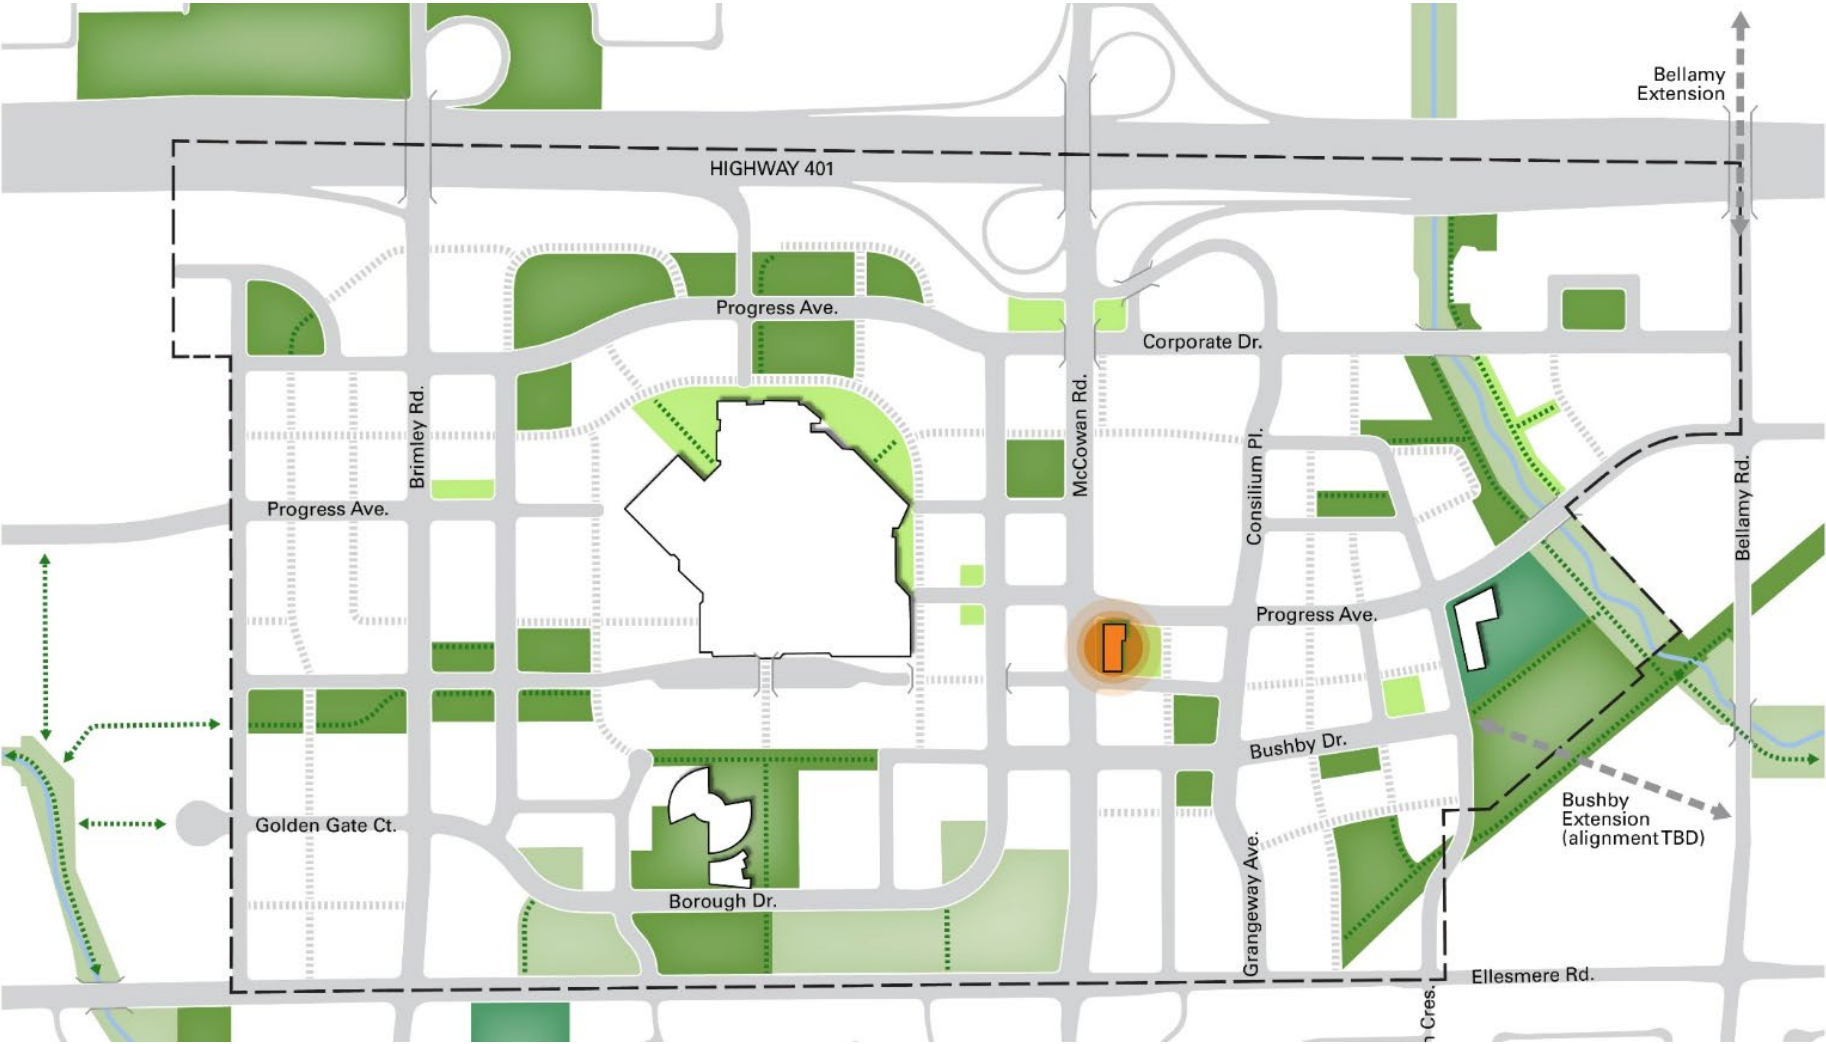 Bellamy
Extension
HIGHWAY 401
Progress Ave.
Corporate Dr.
Brimley Rd.
McCowan Rd.
Consilium Pl.
Bellamy Rd.
Progress Ave.
Progress Ave.
Bushby Dr.
Bushby
Extension
(alignment TBD)
Golden Gate Ct.
Borough Dr.
Grangeway Ave.
Ellesmere Rd.
Cres.